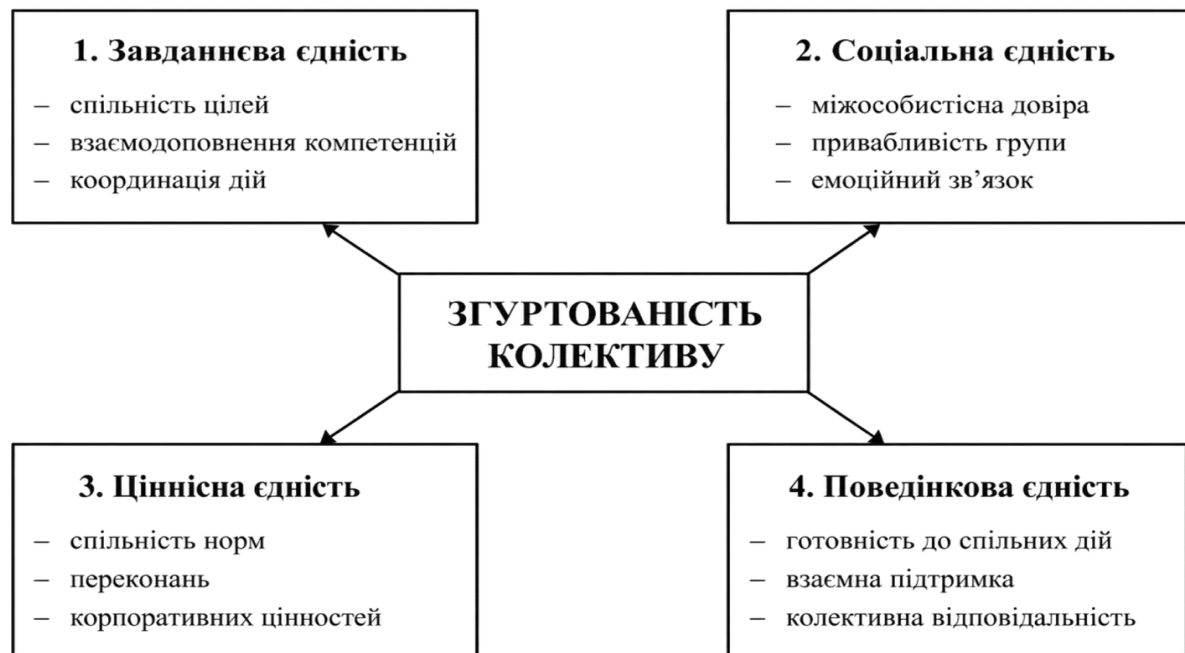 1. Завданнєва єдність
– спільність цілей
– взаємодоповнення компетенцій
– координація дій
2. Соціальна єдність
– міжособистісна довіра
– привабливість групи
– емоційний зв’язок
ЗГУРТОВАНІСТЬ
КОЛЕКТИВУ
3. Ціннісна єдність
– спільність норм
– переконань
– корпоративних цінностей
4. Поведінкова єдність
– готовність до спільних дій
– взаємна підтримка
– колективна відповідальність